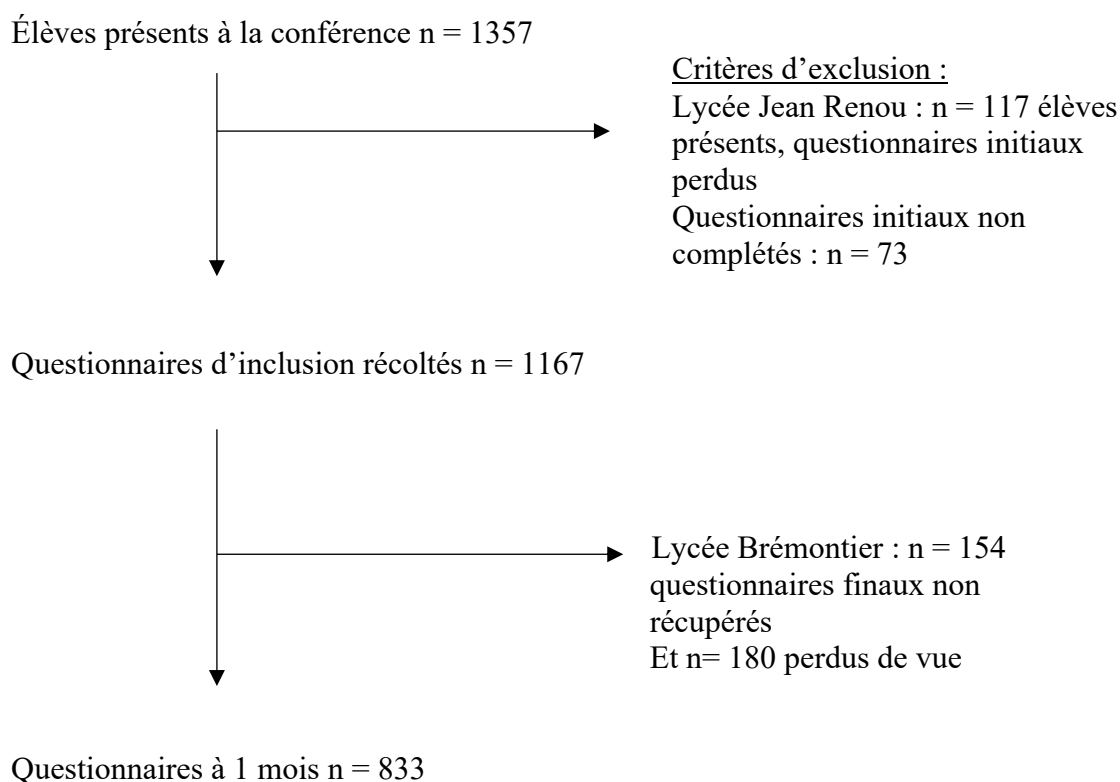 Élèves présents à la conférence n = 1357
Critères d’exclusion :
Lycée Jean Renou : n = 117 élèves
présents, questionnaires initiaux
perdus
Questionnaires initiaux non
complétés : n = 73
Questionnaires d’inclusion récoltés n = 1167
Lycée Brémontier : n = 154
questionnaires finaux non
récupérés
Et n= 180 perdus de vue
Questionnaires à 1 mois n = 833